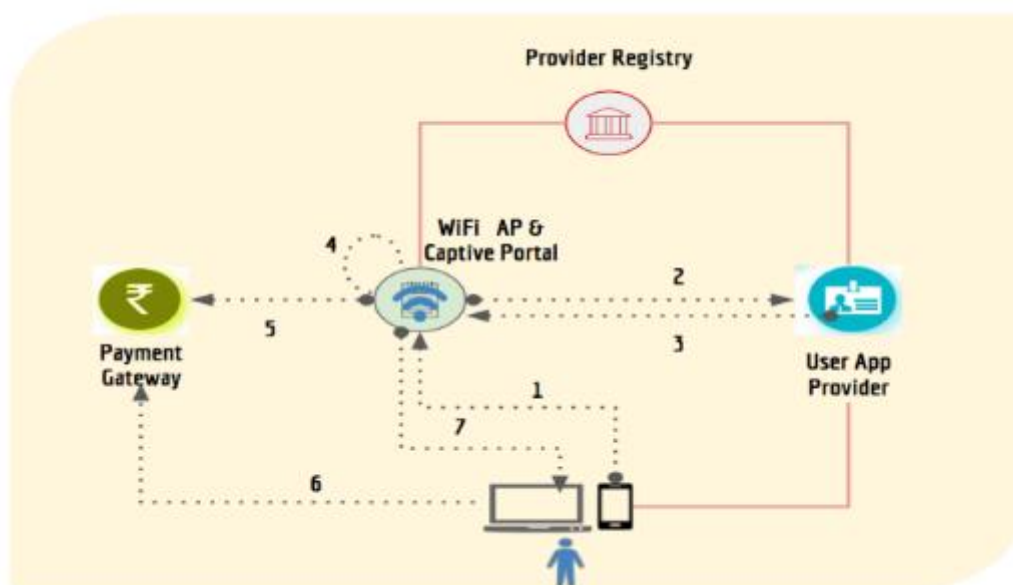 Provider Registry
WiFi AP &
Captive Portal
4
2
₹
5
3
Payment
Gateway
User App
Provider
1
7
6